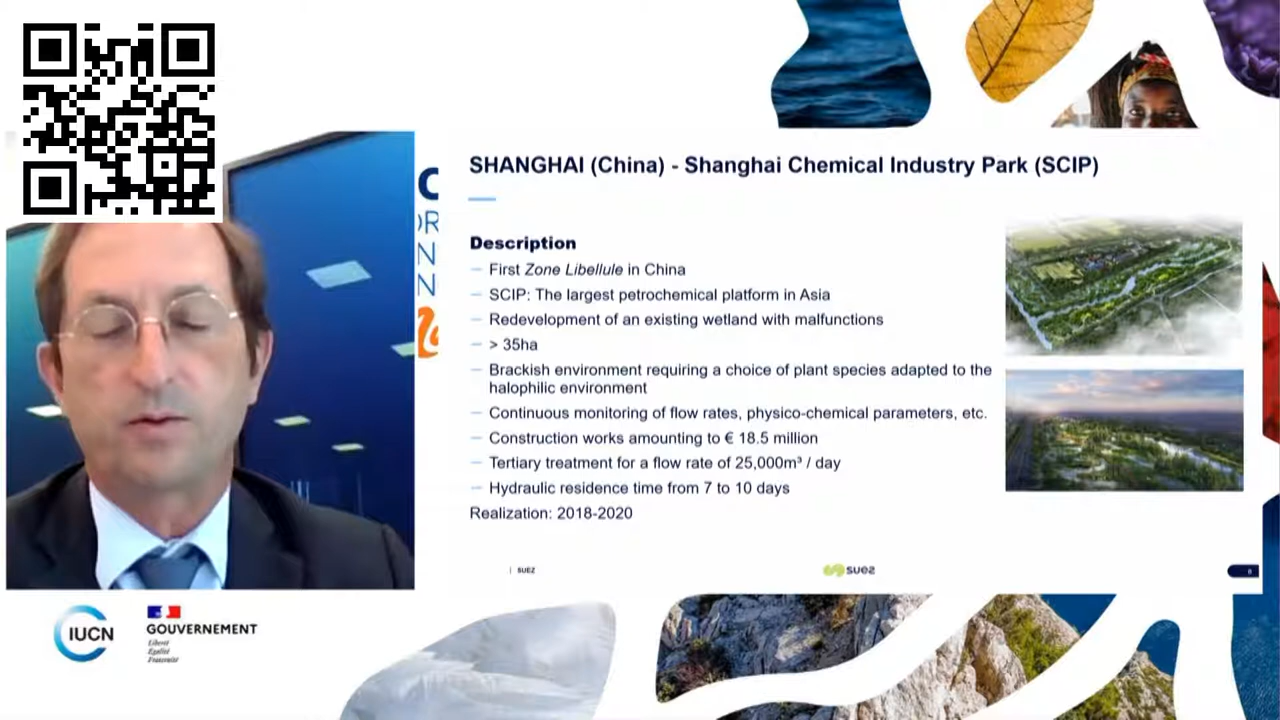 SHANGHAI (China) - Shanghai Chemical Industry Park (SCIP)
Description
– First Zone Libellule in China
– SCIP: The largest petrochemical platform in Asia
– Redevelopment of an existing wetland with malfunctions
– > 35ha
– Brackish environment requiring a choice of plant species adapted to the
halophilic environment
– Continuous monitoring of flow rates, physico-chemical parameters, etc.
– Construction works amounting to € 18.5 million
– Tertiary treatment for a flow rate of 25,000m³ / day
– Hydraulic residence time from 7 to 10 days
Realization: 2018-2020
| SUEZ
suez
8
IUCN
GOUVERNEMENT
Liberté
Égalité
Fraternité